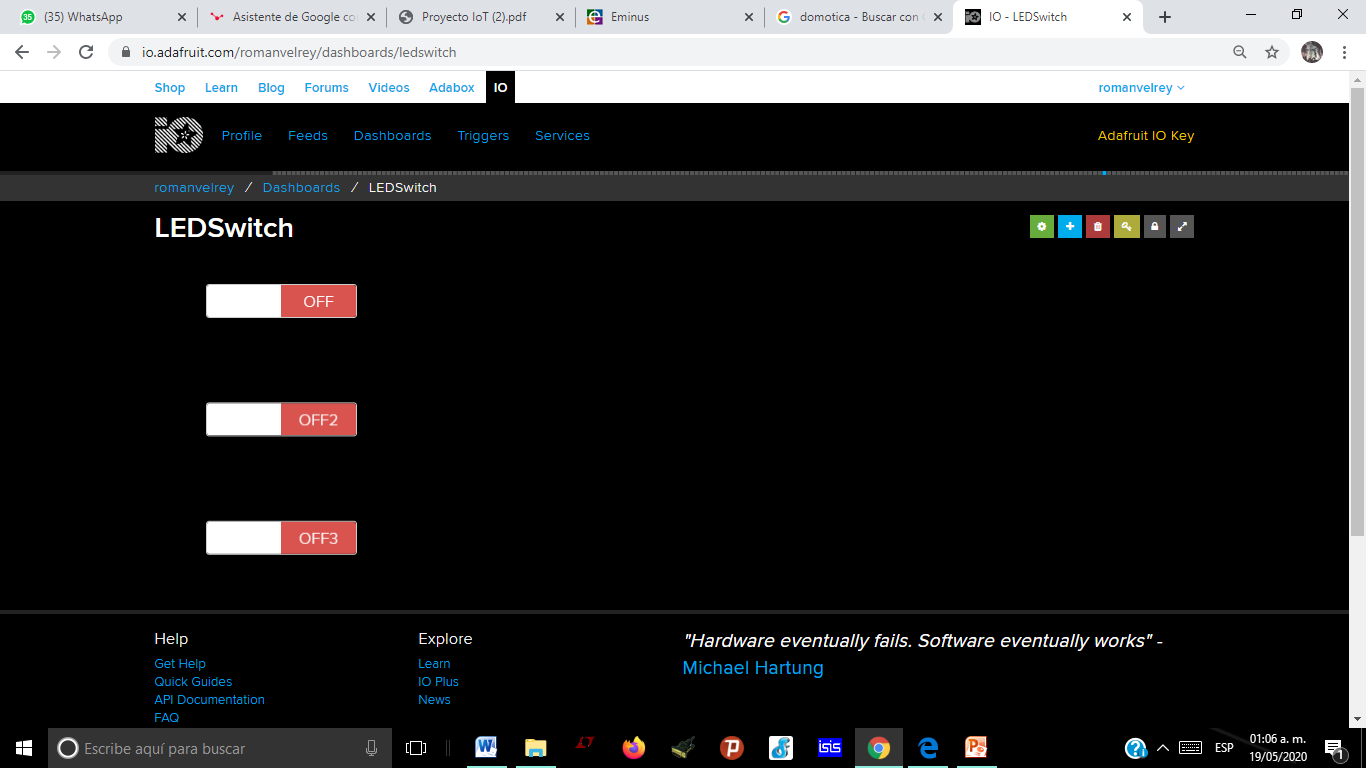 35 (35) WhatsApp
Asistente de Google co
Proyecto IoT (2).pdf
Eminus
domotica - Buscar con
IO - LEDSwitch
io.adafruit.com/romanvelrey/dashboards/ledswitch
Shop Learn Blog Forums Videos Adabox IO romanvelrey
io Profile Feeds Dashboards Triggers Services Adafruit IO Key
romanvelrey / Dashboards / LEDSwitch
LEDSwitch
OFF
OFF2
OFF3
Help
Get Help
Quick Guides
API Documentation
FAQ
Explore
Learn
IO Plus
News
"Hardware eventually fails. Software eventually works" -
Michael Hartung
Escribe aquí para buscar
isis
ESP
01:06 a. m.
19/05/2020
1